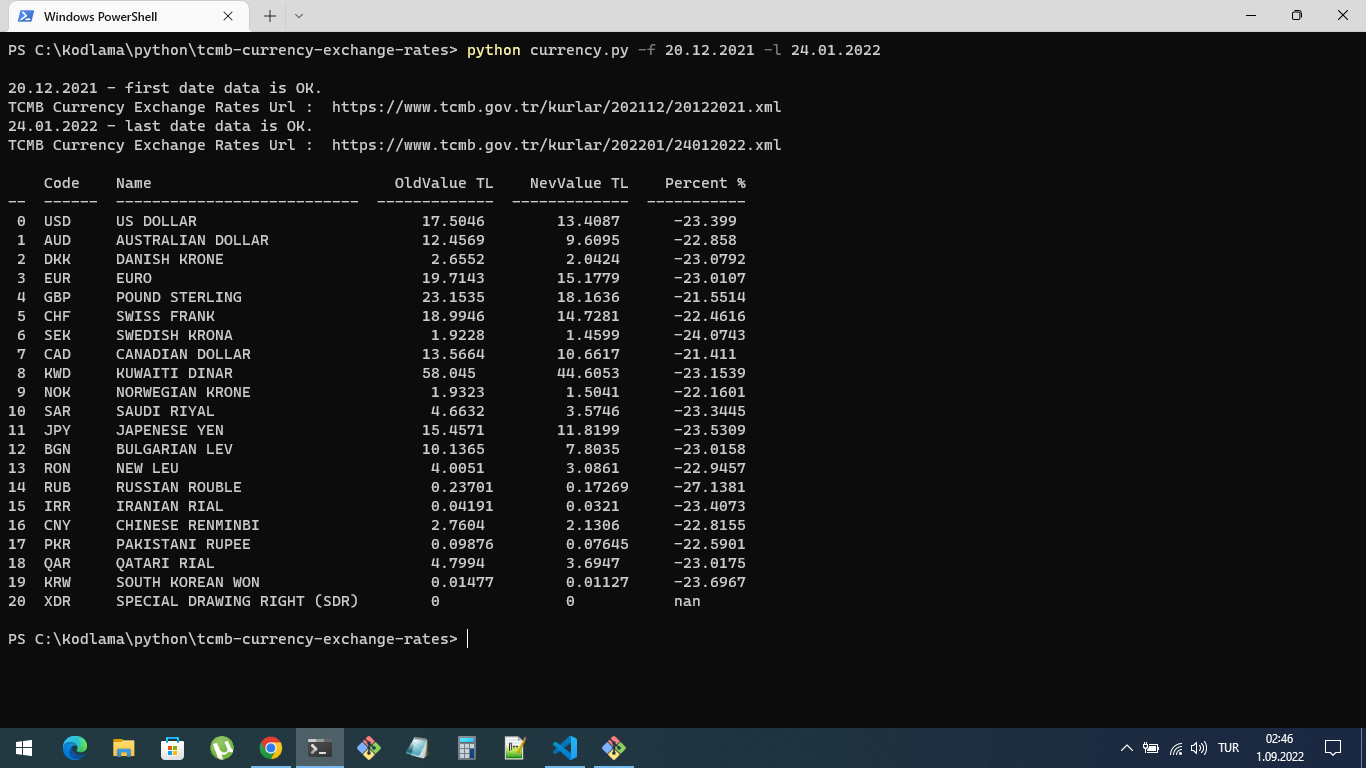 Windows PowerShell
PS C:\Kodlama\python\tcmb-currency-exchange-rates> python currency.py -f 20.12.2021 -l 24.01.2022
20.12.2021 - first date data is OK.
TCMB Currency Exchange Rates Url :  https://www.tcmb.gov.tr/kurlar/202112/20122021.xml
24.01.2022 - last date data is OK.
TCMB Currency Exchange Rates Url :  https://www.tcmb.gov.tr/kurlar/202201/24012022.xml
    Code    Name                           OldValue TL    NevValue TL    Percent %
--  ------  ---------------------------  -------------  -------------  -----------
 0  USD     US DOLLAR                         17.5046        13.4087      -23.399
 1  AUD     AUSTRALIAN DOLLAR                 12.4569         9.6095      -22.858
 2  DKK     DANISH KRONE                       2.6552         2.0424      -23.0792
 3  EUR     EURO                              19.7143        15.1779      -23.0107
 4  GBP     POUND STERLING                    23.1535        18.1636      -21.5514
 5  CHF     SWISS FRANK                       18.9946        14.7281      -22.4616
 6  SEK     SWEDISH KRONA                      1.9228         1.4599      -24.0743
 7  CAD     CANADIAN DOLLAR                   13.5664        10.6617      -21.411
 8  KWD     KUWAITI DINAR                     58.045         44.6053      -23.1539
 9  NOK     NORWEGIAN KRONE                    1.9323         1.5041      -22.1601
10  SAR     SAUDI RIYAL                        4.6632         3.5746      -23.3445
11  JPY     JAPENESE YEN                      15.4571        11.8199      -23.5309
12  BGN     BULGARIAN LEV                     10.1365         7.8035      -23.0158
13  RON     NEW LEU                            4.0051         3.0861      -22.9457
14  RUB     RUSSIAN ROUBLE                     0.23701        0.17269     -27.1381
15  IRR     IRANIAN RIAL                       0.04191        0.0321      -23.4073
16  CNY     CHINESE RENMINBI                   2.7604         2.1306      -22.8155
17  PKR     PAKISTANI RUPEE                    0.09876        0.07645     -22.5901
18  QAR     QATARI RIAL                        4.7994         3.6947      -23.0175
19  KRW     SOUTH KOREAN WON                   0.01477        0.01127     -23.6967
20  XDR     SPECIAL DRAWING RIGHT (SDR)        0              0           nan
PS C:\Kodlama\python\tcmb-currency-exchange-rates>
TUR
02:46
1.09.2022